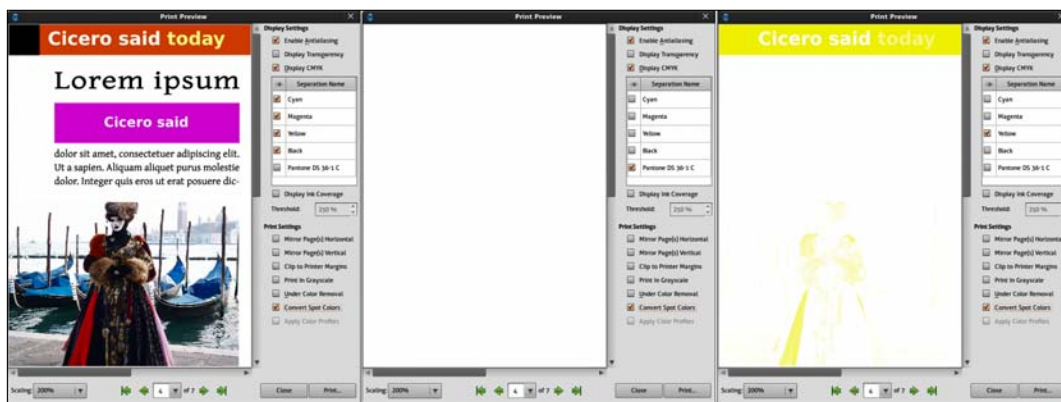 Print Preview
Cicero said today
Lorem ipsum
Cicero said
dolor sit amet, consectetuer adipiscing elit.
Ut a sapien. Aliquam aliquet purus molestie
dolor. Integer quis eros ut erat posuere dic-
Display Settings
Enable Antialiasing
Display Transparency
Display CMYK
Separation Name
Cyan
Magenta
Yellow
Black
Pantone DS 36-1 C
Display Ink Coverage
Threshold: 250 %
Print Settings
Mirror Page(s) Horizontal
Mirror Page(s) Vertical
Clip to Printer Margins
Print In Grayscale
Under Color Removal
Convert Spot Colors
Apply Color Profiles
Scaling: 200%
4 of 7
Close Print...
Print Preview
Display Settings
Enable Antialiasing
Display Transparency
Display CMYK
Separation Name
Cyan
Magenta
Yellow
Black
Pantone DS 36-1 C
Display Ink Coverage
Threshold: 250 %
Print Settings
Mirror Page(s) Horizontal
Mirror Page(s) Vertical
Clip to Printer Margins
Print In Grayscale
Under Color Removal
Convert Spot Colors
Apply Color Profiles
Scaling: 200%
4 of 7
Close Print...
Print Preview
Cicero said today
Display Settings
Enable Antialiasing
Display Transparency
Display CMYK
Separation Name
Cyan
Magenta
Yellow
Black
Pantone DS 36-1 C
Display Ink Coverage
Threshold: 250 %
Print Settings
Mirror Page(s) Horizontal
Mirror Page(s) Vertical
Clip to Printer Margins
Print In Grayscale
Under Color Removal
Convert Spot Colors
Apply Color Profiles
Scaling: 200%
4 of 7
Close Print...